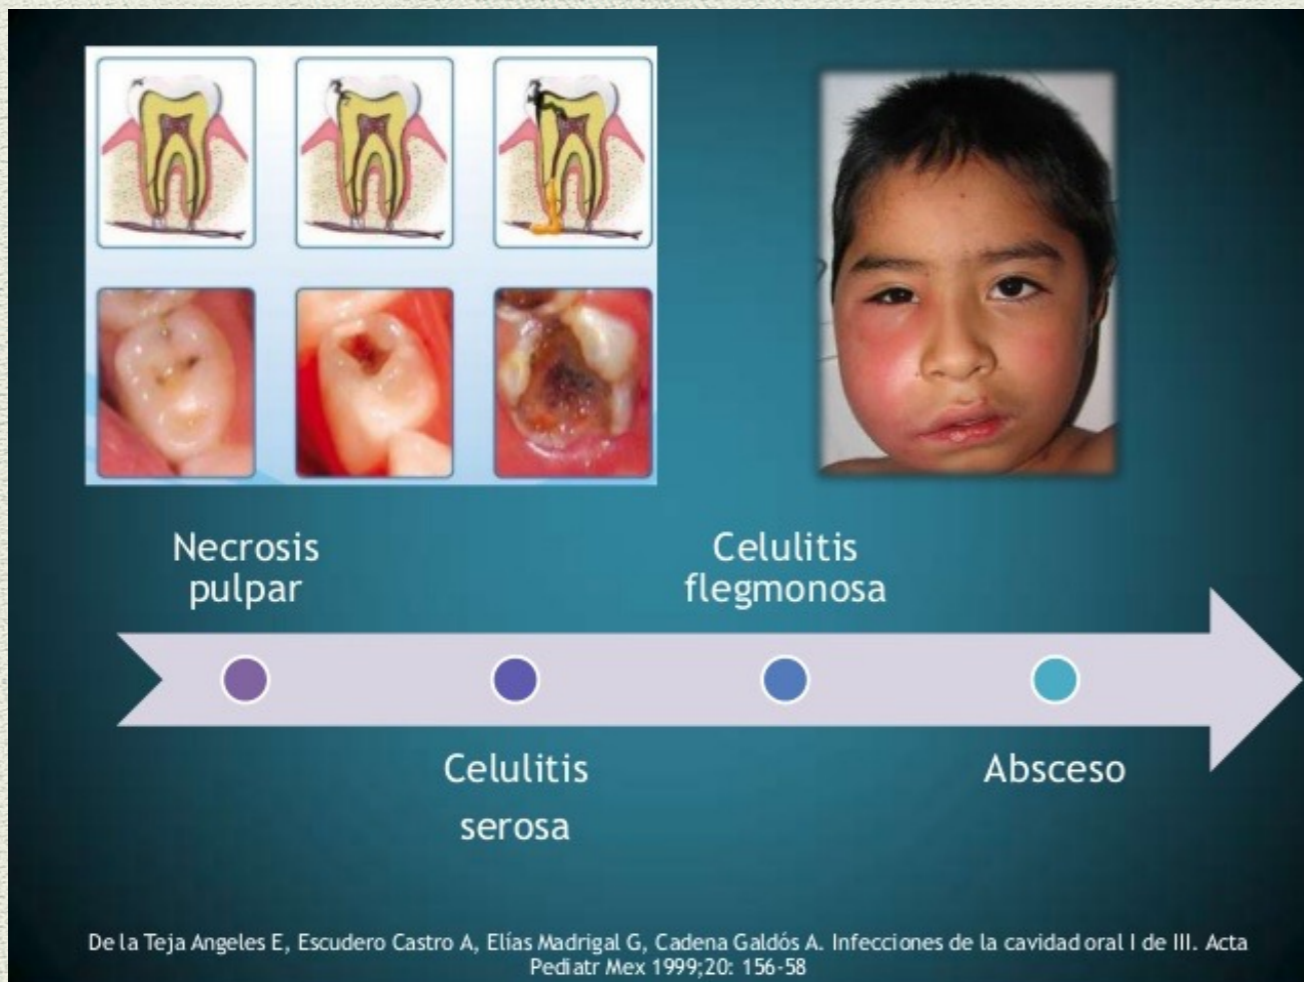 Necrosis
pulpar
Celulitis
flegmonosa
Celulitis
serosa
Absceso
De la Teja Angeles E, Escudero Castro A, Elías Madrigal G, Cadena Galdós A. Infecciones de la cavidad oral I de III. Acta
Pediatr Mex 1999;20: 156-58